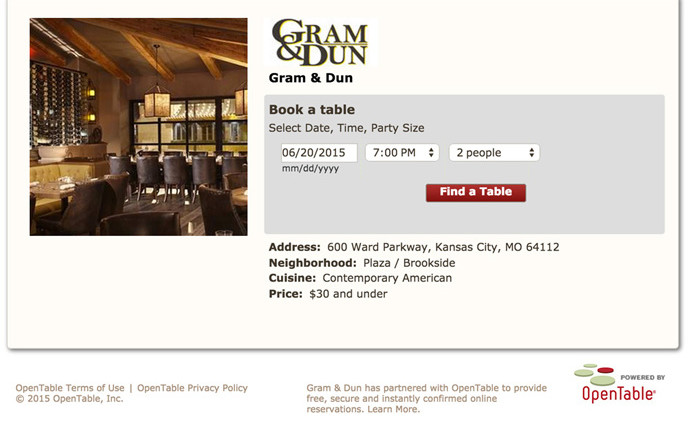 GRAM
& DUN
Gram & Dun
Book a table
Select Date, Time, Party Size
06/20/2015 7:00 PM 2 people
mm/dd/yyyy
Find a Table
Address: 600 Ward Parkway, Kansas City, MO 64112
Neighborhood: Plaza / Brookside
Cuisine: Contemporary American
Price: $30 and under
OpenTable Terms of Use | OpenTable Privacy Policy
© 2015 OpenTable, Inc.
Gram & Dun has partnered with OpenTable to provide
free, secure and instantly confirmed online
reservations. Learn More.
POWERED BY
OpenTable®